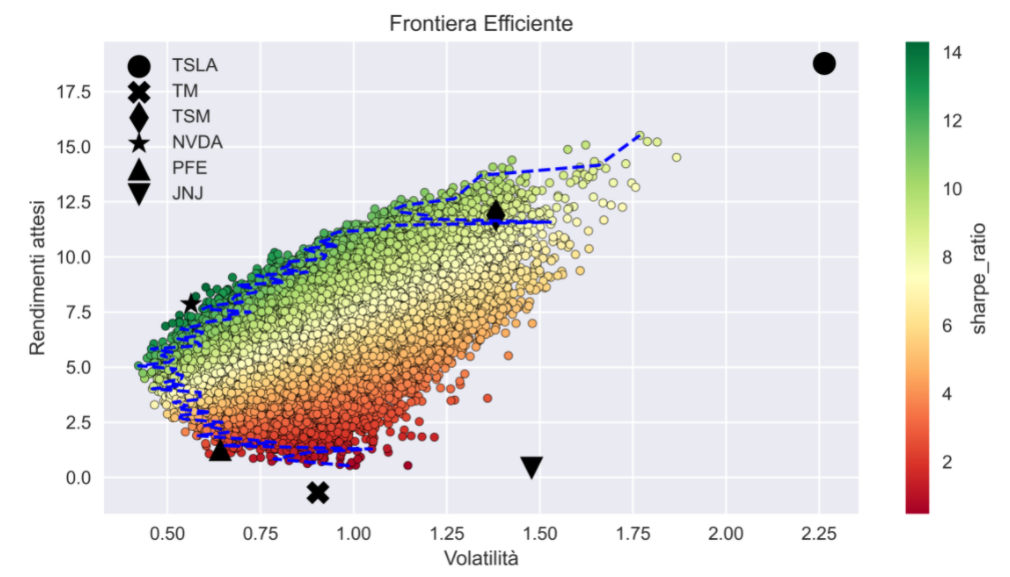 Frontiera Efficiente
TSLA
TM
TSM
NVDA
PFE
JNJ
17.5
15.0
12.5
10.0
7.5
5.0
2.5
0.0
Rendimenti attesi
0.50 0.75 1.00 1.25 1.50 1.75 2.00 2.25
Volatilità
14
12
10
8
6
4
2
sharpe_ratio